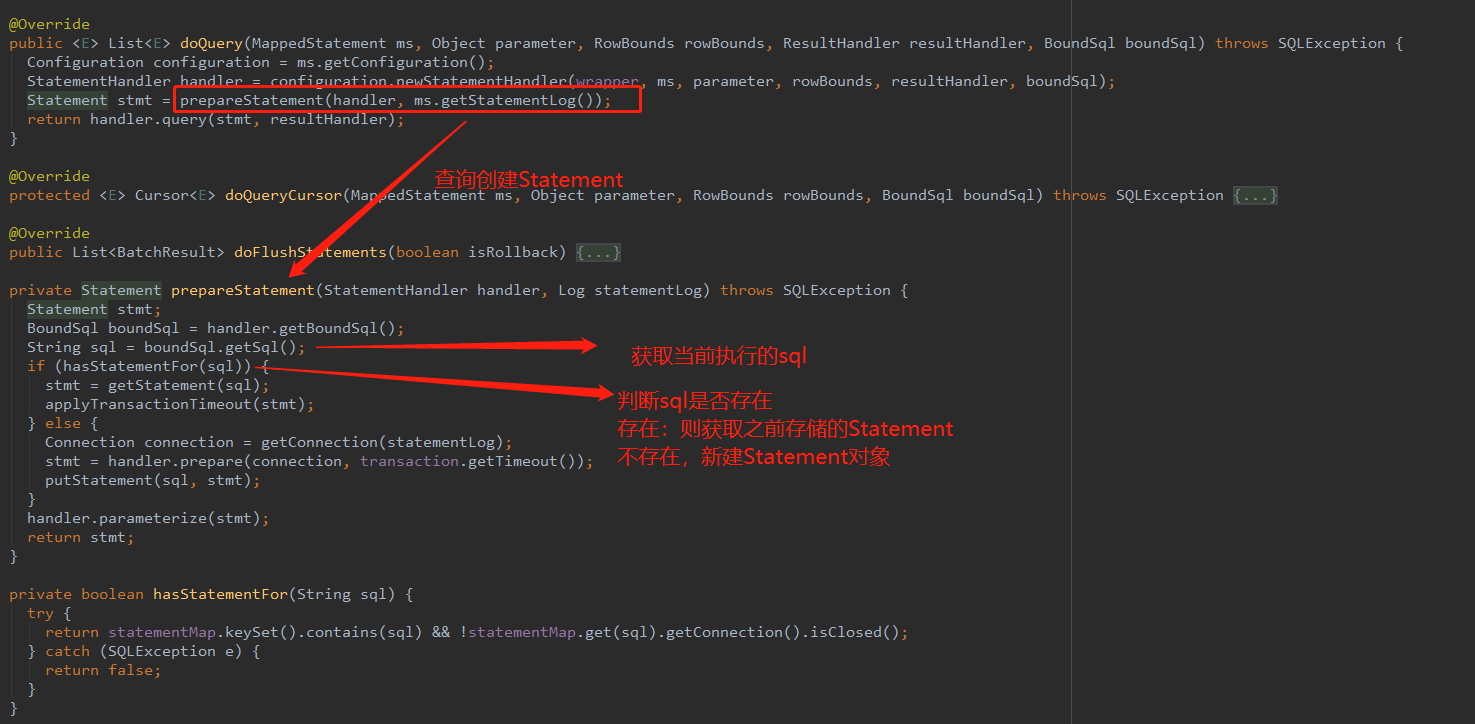 @Override
public <E> List<E> doQuery(MappedStatement ms, Object parameter, RowBounds rowBounds, ResultHandler resultHandler, BoundSql boundSql) throws SQLException {
Configuration configuration = ms.getConfiguration();
StatementHandler handler = configuration.newStatementHandler(wrapper, ms, parameter, rowBounds, resultHandler, boundSql);
Statement stmt = prepareStatement(handler, ms.getStatementLog());
return handler.query(stmt, resultHandler);
}
@Override
查询创建Statement
protected <E> Cursor<E> doQueryCursor(MappedStatement ms, Object parameter, RowBounds rowBounds, BoundSql boundSql) throws SQLException {...}
@Override
public List<BatchResult> doFlushStatements(boolean isRollback) {...}
private Statement prepareStatement(StatementHandler handler, Log statementLog) throws SQLException {
Statement stmt;
BoundSql boundSql = handler.getBoundSql();
String sql = boundSql.getSql();
获取当前执行的sql
if (hasStatementFor(sql)) {
stmt = getStatement(sql);
判断sql是否存在
applyTransactionTimeout(stmt);
} else {
存在：则获取之前存储的Statement
Connection connection = getConnection(statementLog);
不存在，新建Statement对象
stmt = handler.prepare(connection, transaction.getTimeout());
putStatement(sql, stmt);
}
handler.parameterize(stmt);
return stmt;
}
private boolean hasStatementFor(String sql) {
try {
return statementMap.keySet().contains(sql) && !statementMap.get(sql).getConnection().isClosed();
} catch (SQLException e) {
return false;
}
}